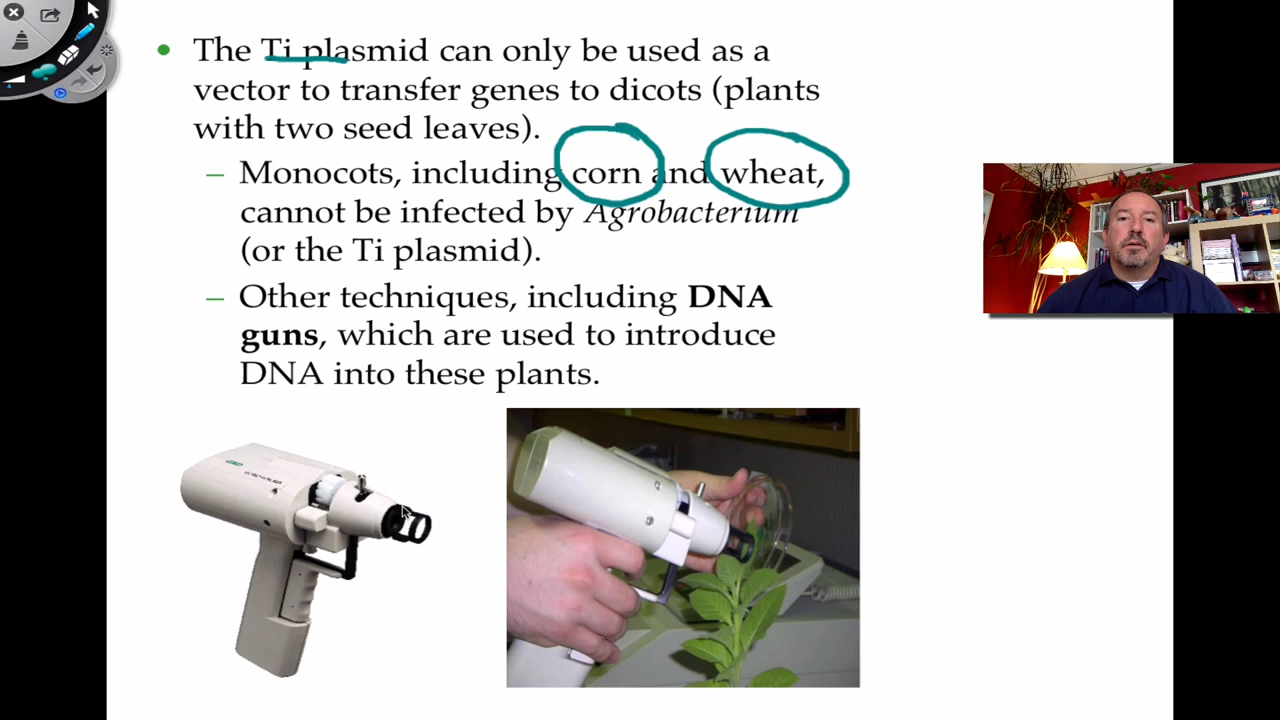 • The Ti plasmid can only be used as a
vector to transfer genes to dicots (plants
with two seed leaves).
– Monocots, including corn and wheat,
cannot be infected by Agrobacterium
(or the Ti plasmid).
– Other techniques, including DNA
guns, which are used to introduce
DNA into these plants.